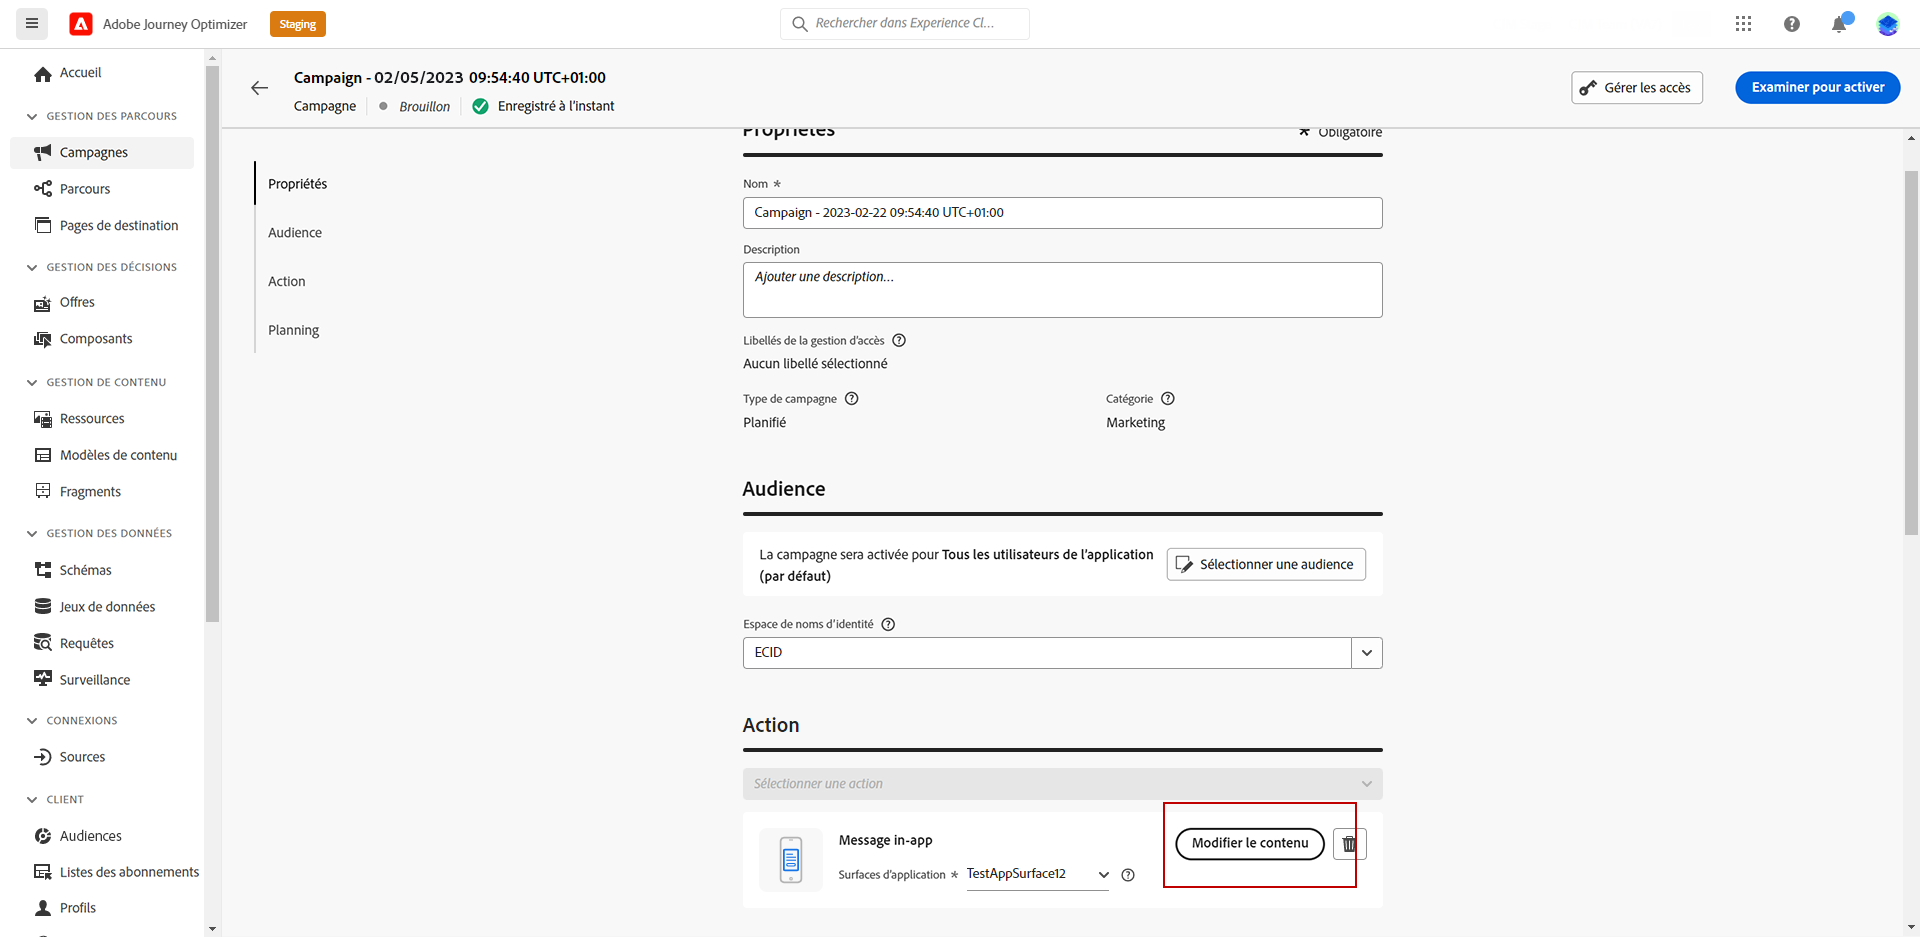 Adobe Journey Optimizer
Staging
Rechercher dans Experience Cl...
Accueil
GESTION DES PARCOURS
Campagnes
Parcours
Pages de destination
GESTION DES DÉCISIONS
Offres
Composants
GESTION DE CONTENU
Ressources
Modèles de contenu
Fragments
GESTION DES DONNÉES
Schémas
Jeux de données
Requêtes
Surveillance
CONNEXIONS
Sources
CLIENT
Audiences
Listes des abonnements
Profils
Campaign - 02/05/2023 09:54:40 UTC+01:00
Campagne
Brouillon
Enregistré à l'instant
Gérer les accès
Examiner pour activer
Propriétés
Audience
Action
Planning
Propriétés
* Obligatoire
Nom *
Campaign - 2023-02-22 09:54:40 UTC+01:00
Description
Ajouter une description...
Libellés de la gestion d'accès
Aucun libellé sélectionné
Type de campagne
Catégorie
Planifié
Marketing
Audience
La campagne sera activée pour Tous les utilisateurs de l'application
(par défaut)
Sélectionner une audience
Espace de noms d'identité
ECID
Action
Sélectionner une action
Message in-app
Surfaces d'application * TestAppSurface12
Modifier le contenu